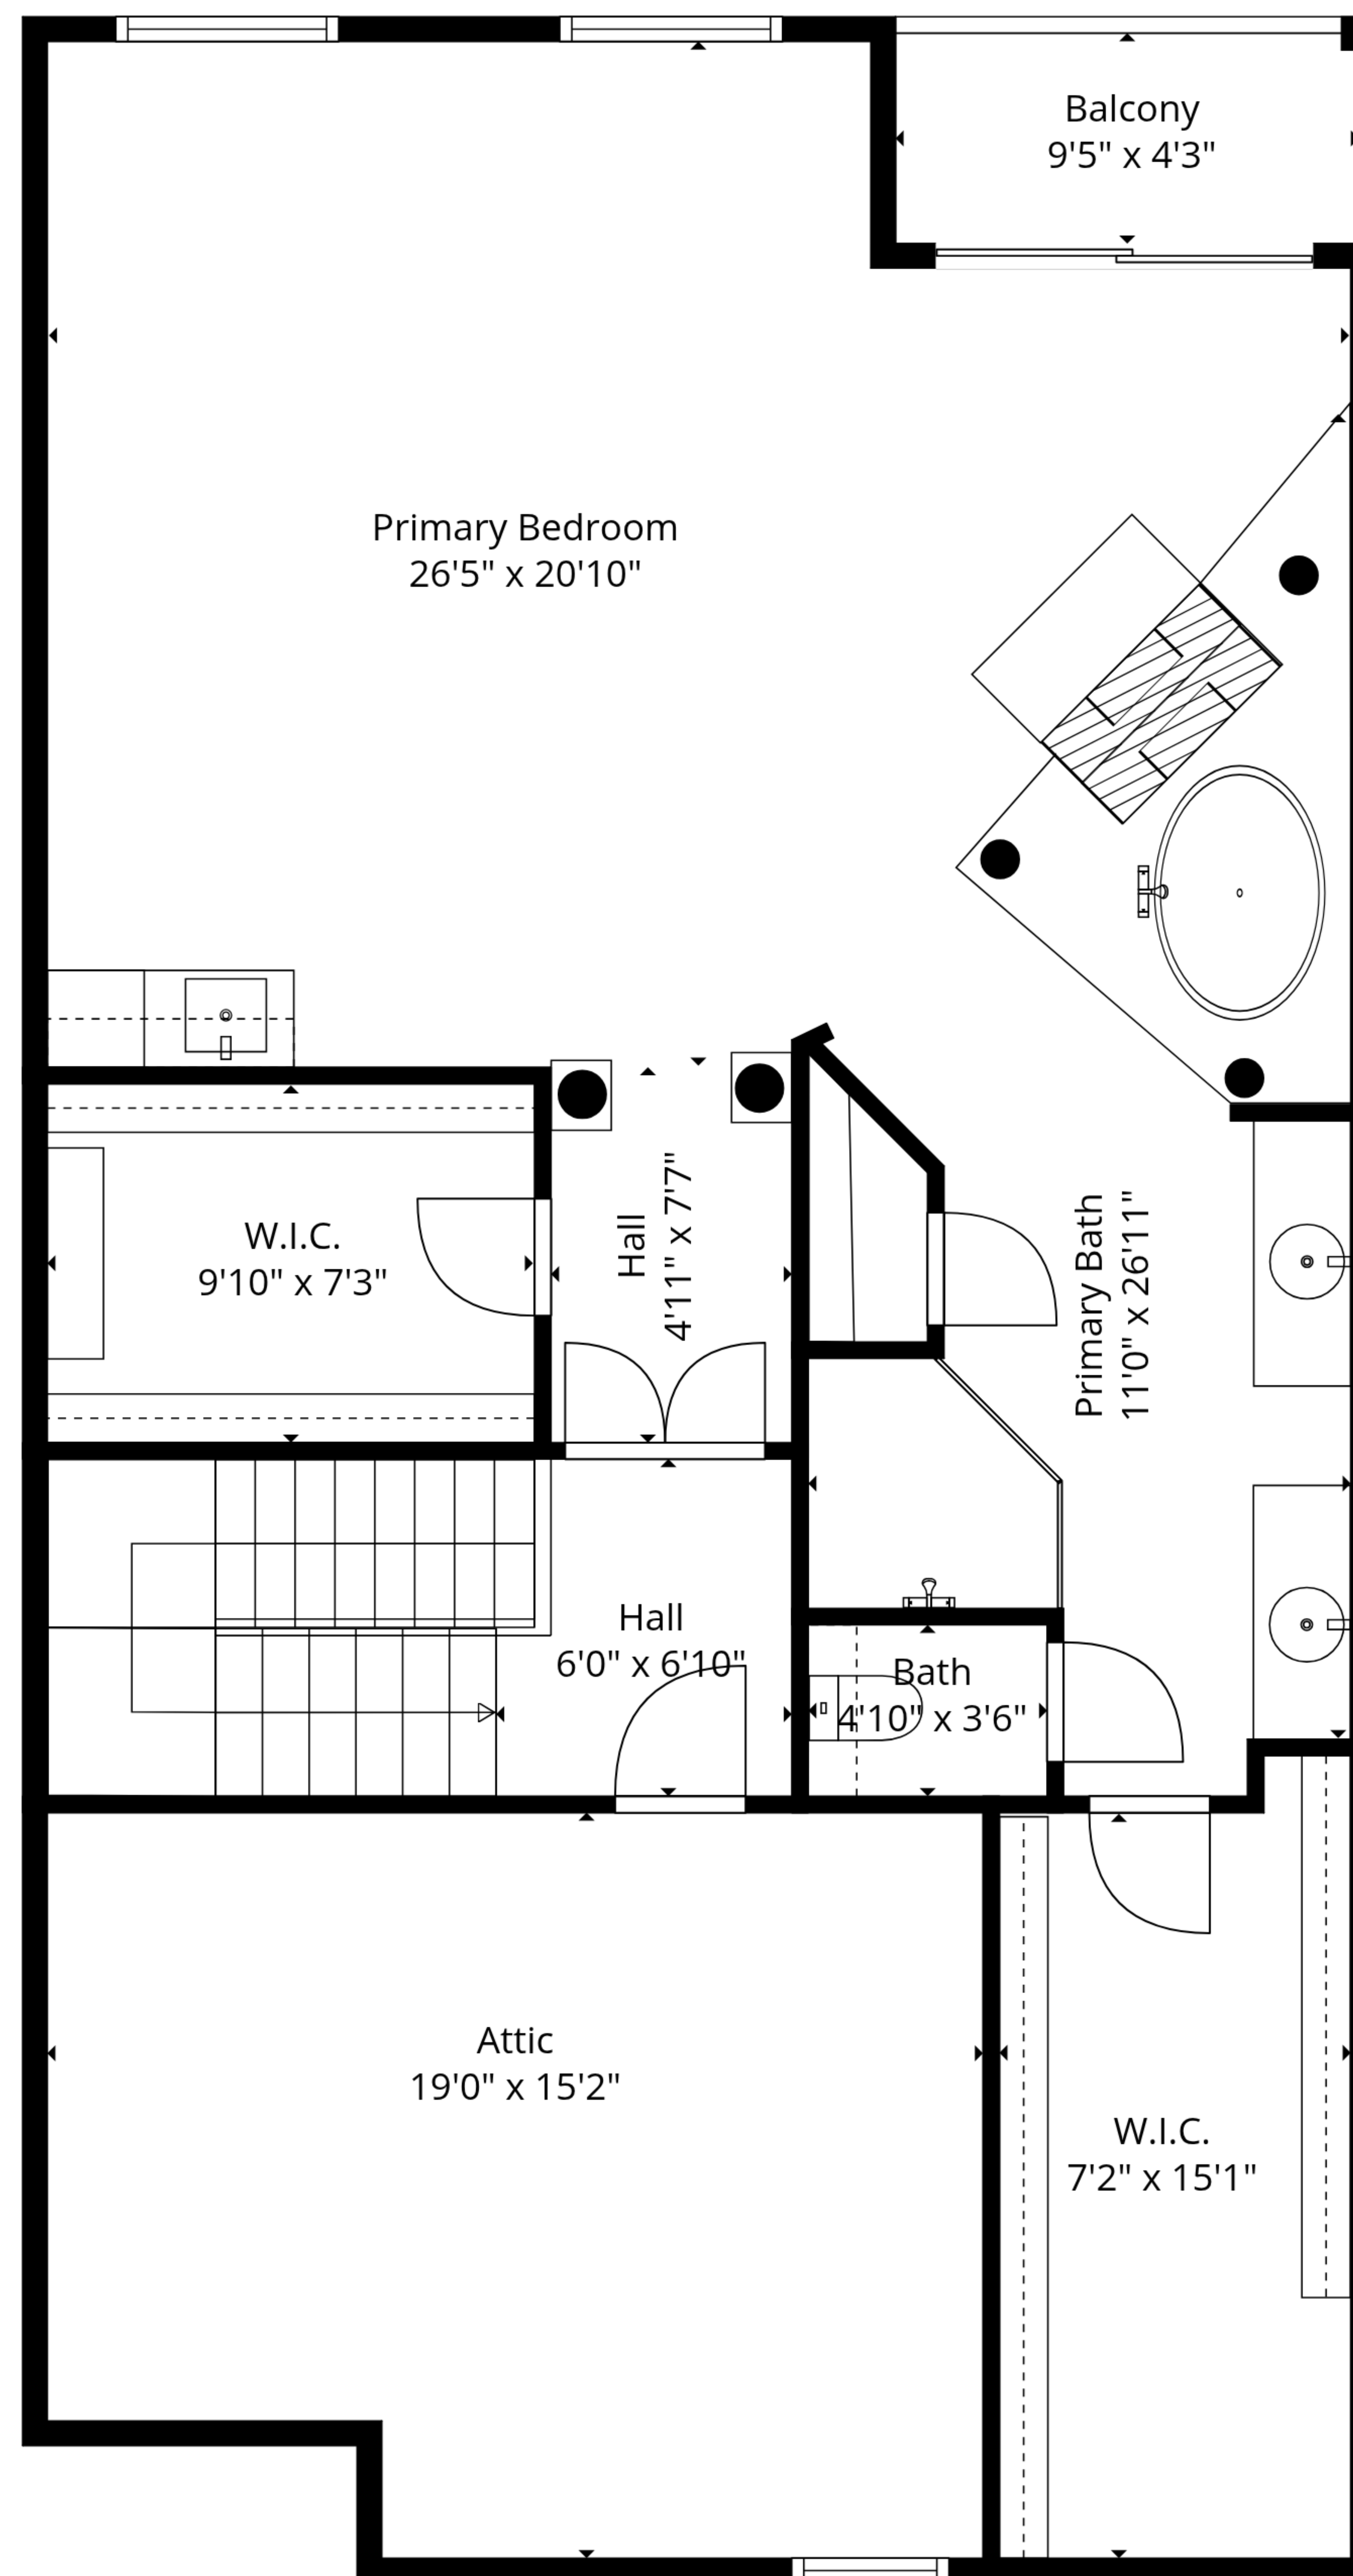 Balcony
9'5" x 4'3"
Primary Bedroom
26'5" x 20'10"
W.I.C.
9'10" x 7'3"
Hall
4'11" x 7'7"
Primary Bath
11'0" x 26'11"
Hall
6'0" x 6'10"
Bath
4'10" x 3'6"
Attic
19'0" x 15'2"
W.I.C.
7'2" x 15'1"